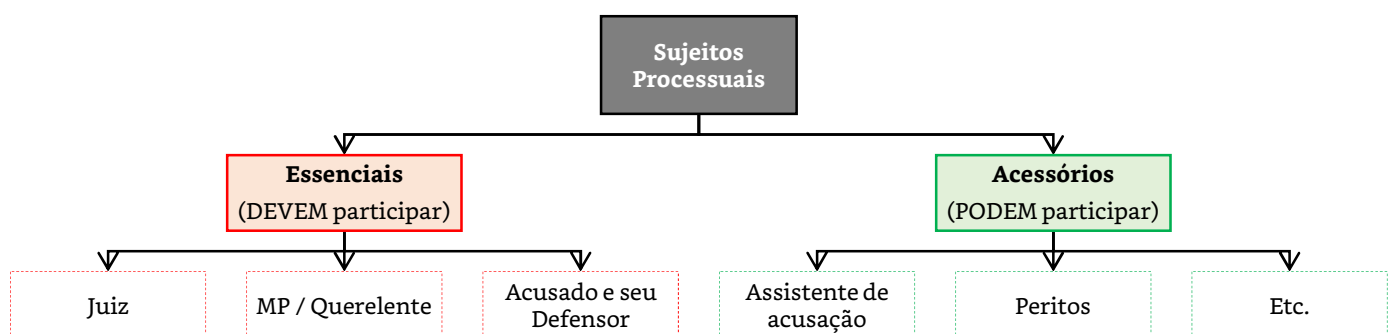 Sujeitos
Processuais
Essenciais
(DEVEM participar)
Acessórios
(PODEM participar)
Juiz
MP / Querelente
Acusado e seu
Defensor
Assistente de
acusação
Peritos
Etc.